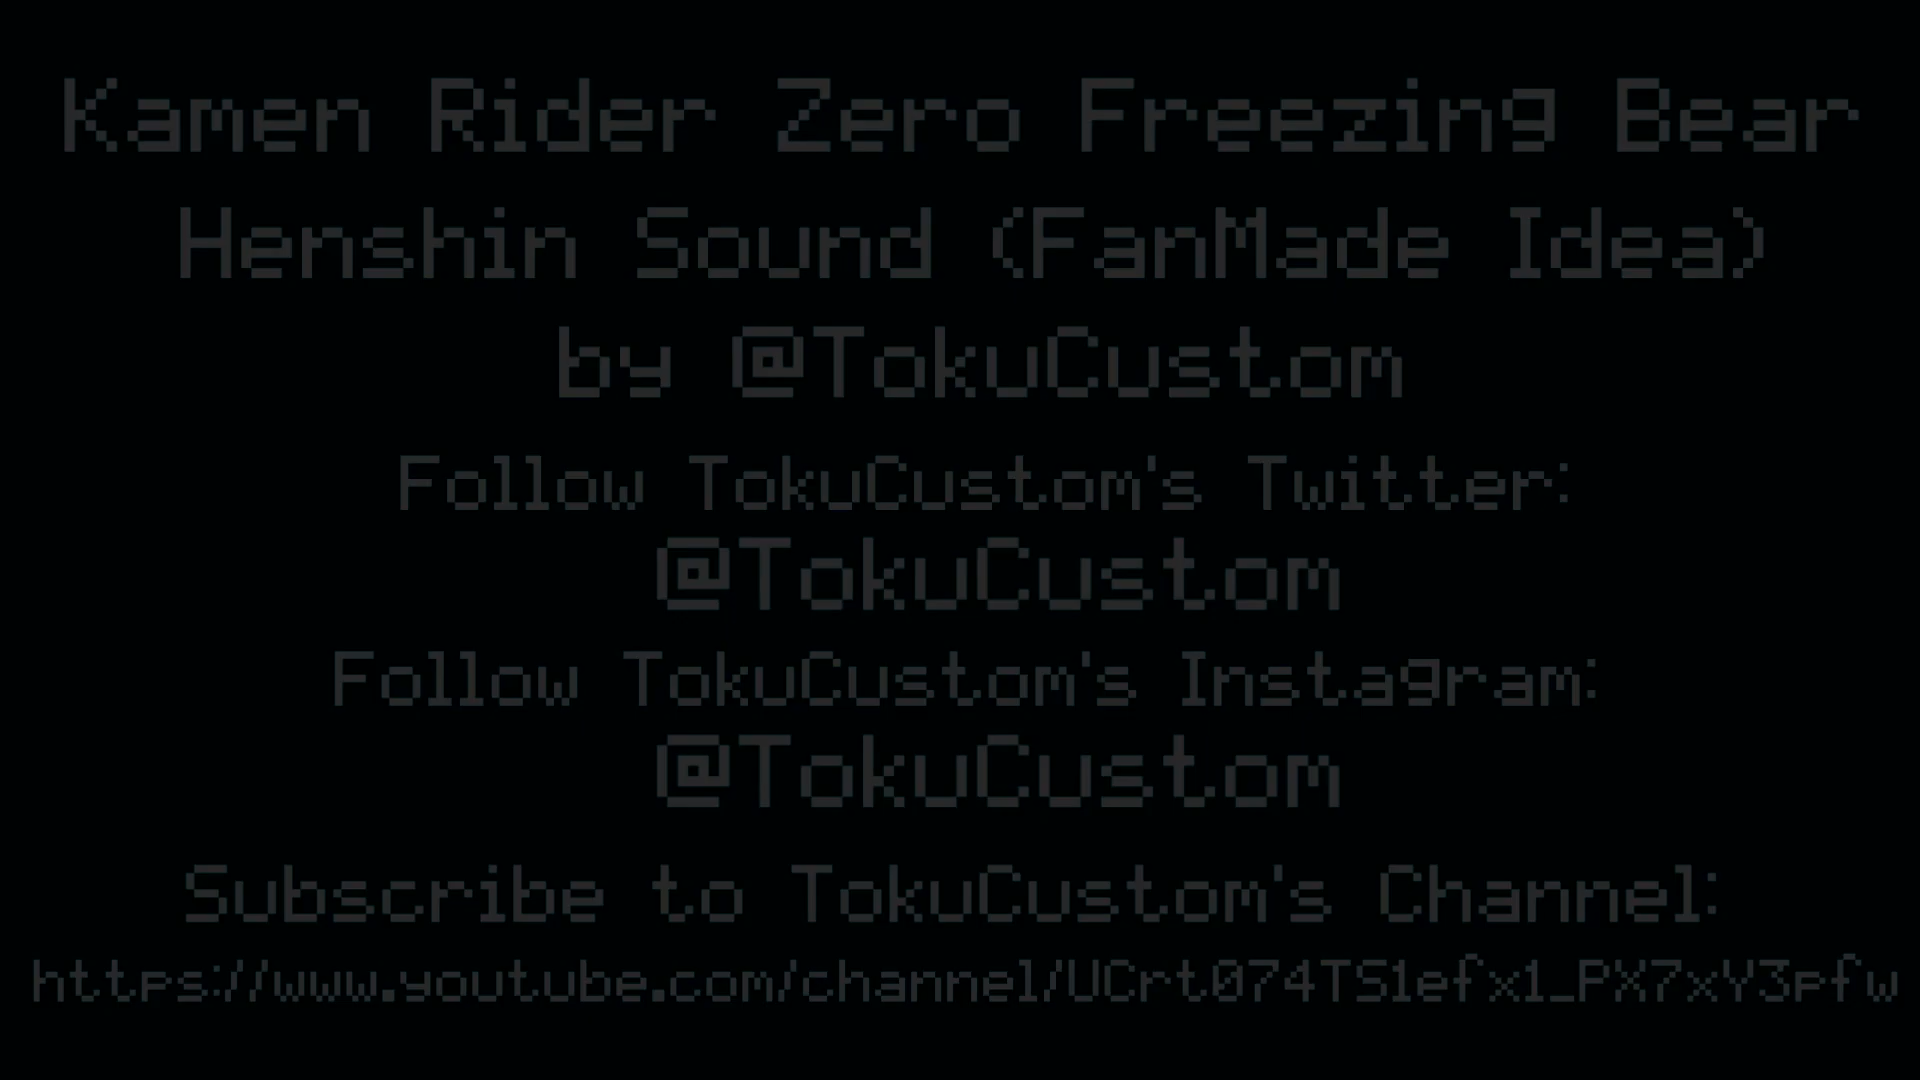 Kamen Rider Zero Freezing Bear
Henshin Sound (FanMade Idea)
by @TokuCustom
Follow TokuCustom's Twitter:
@TokuCustom
Follow TokuCustom's Instagram:
@TokuCustom
Subscribe to TokuCustom's Channel:
https://www.youtube.com/channel/UCrt074TS1efx1_PX7xY3pfw